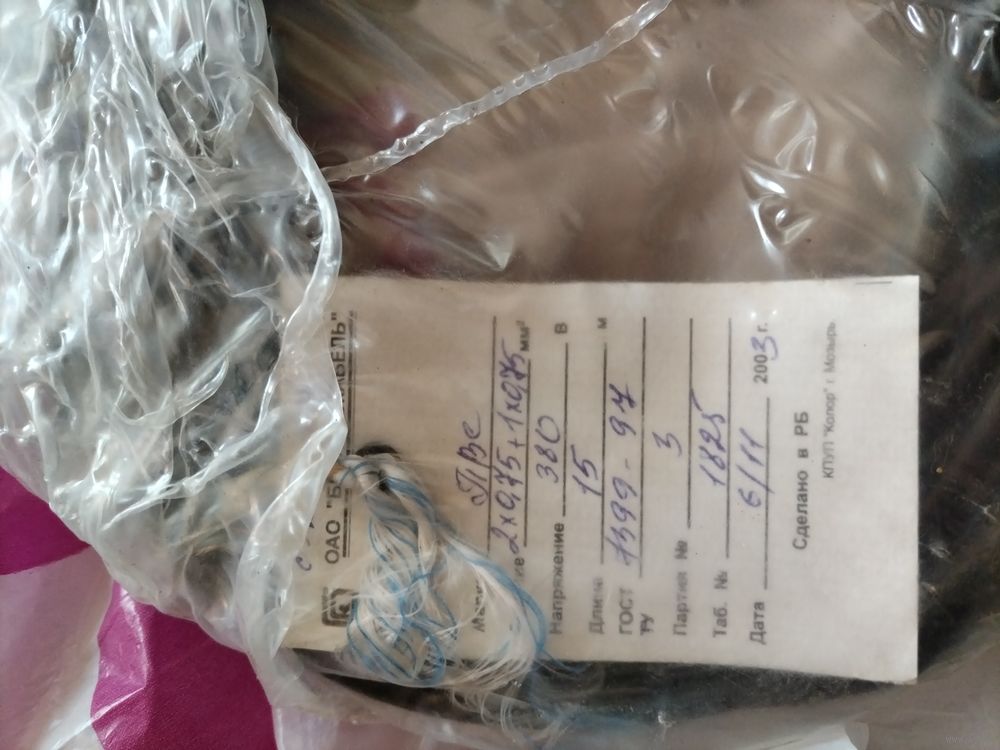 ОАО
ПВС
2х0,75+1х0,75 мм²
Напряжение 380 В
Длина 15 м
ГОСТ 7399-97
ТУ
Партия № 3
Таб. № 1825
Дата 6/11 2003 г.
Сделано в РБ
КПУП "Колор" г. Мозырь